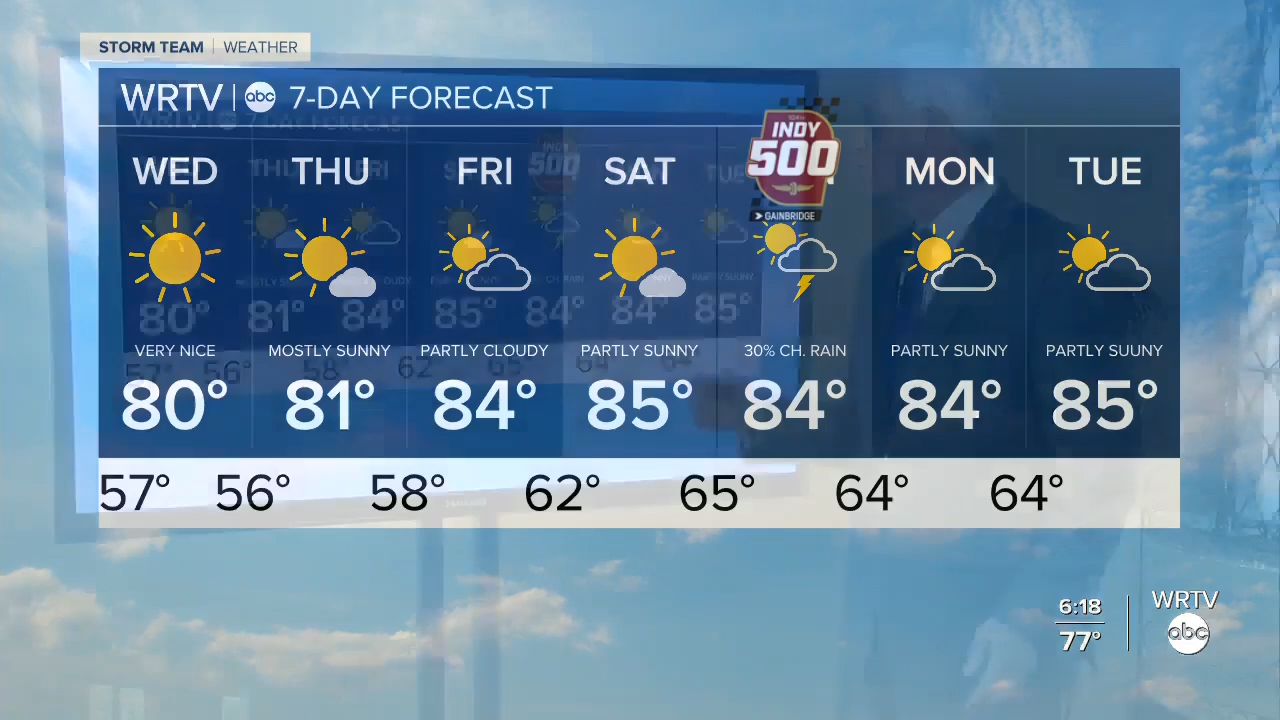 STORM TEAM | WEATHER
WRTV | abc 7-DAY FORECAST
WED THU FRI SAT INDY 500 MON TUE
GAINBRIDGE
VERY NICE MOSTLY SUNNY PARTLY CLOUDY PARTLY SUNNY 30% CH. RAIN PARTLY SUNNY PARTLY SUUNY
80° 81° 84° 85° 84° 84° 85°
57° 56° 58° 62° 65° 64° 64°
6:18 WRTV
77° abc